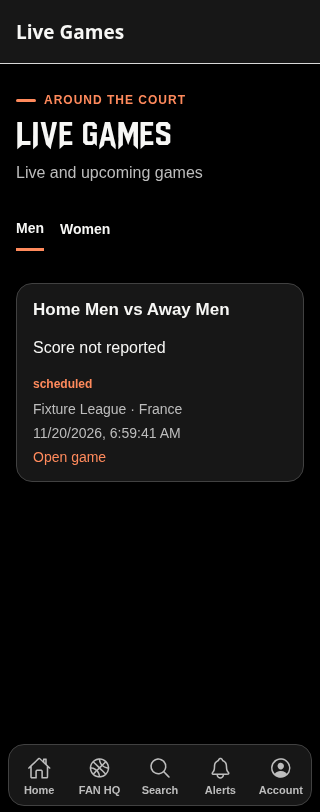 Live Games
AROUND THE COURT
LIVE GAMES
Live and upcoming games
Men
Women
Home Men vs Away Men
Score not reported
scheduled
Fixture League · France
11/20/2026, 6:59:41 AM
Open game
Home
FAN HQ
Search
Alerts
Account